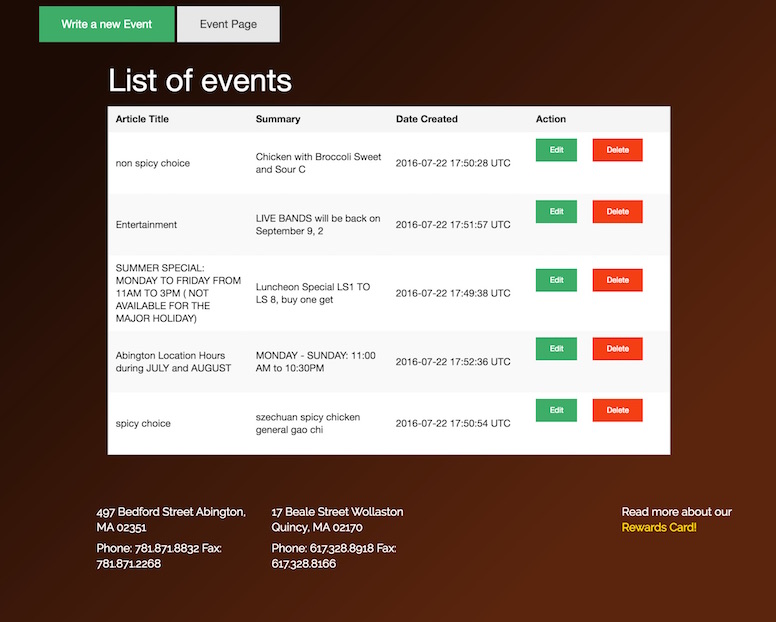 Write a new Event
Event Page
List of events
Article Title
Summary
Date Created
Action
non spicy choice
Chicken with Broccoli Sweet
and Sour C
2016-07-22 17:50:28 UTC
Edit
Delete
Entertainment
LIVE BANDS will be back on
September 9, 2
2016-07-22 17:51:57 UTC
Edit
Delete
SUMMER SPECIAL:
MONDAY TO FRIDAY FROM
11AM TO 3PM ( NOT
AVAILABLE FOR THE
MAJOR HOLIDAY)
Luncheon Special LS1 TO
LS 8, buy one get
2016-07-22 17:49:38 UTC
Edit
Delete
Abington Location Hours
during JULY and AUGUST
MONDAY - SUNDAY: 11:00
AM to 10:30PM
2016-07-22 17:52:36 UTC
Edit
Delete
spicy choice
szechuan spicy chicken
general gao chi
2016-07-22 17:50:54 UTC
Edit
Delete
497 Bedford Street Abington,
MA 02351
Phone: 781.871.8832 Fax:
781.871.2268
17 Beale Street Wollaston
Quincy, MA 02170
Phone: 617.328.8918 Fax:
617.328.8166
Read more about our
Rewards Card!